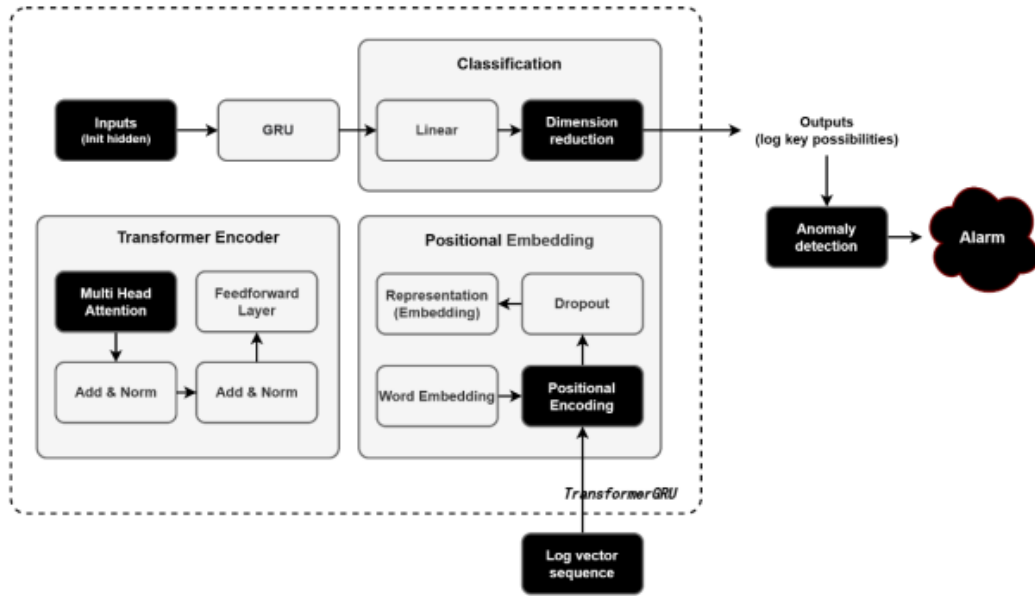 Classification
Inputs
(Init hidden)
GRU
Linear
Dimension
reduction
Outputs
(log key possibilities)
Anomaly
detection
Alarm
Transformer Encoder
Multi Head
Attention
Feedforward
Layer
Add & Norm
Add & Norm
Positional Embedding
Representation
(Embedding)
Dropout
Word Embedding
Positional
Encoding
TransformerGRU
Log vector
sequence